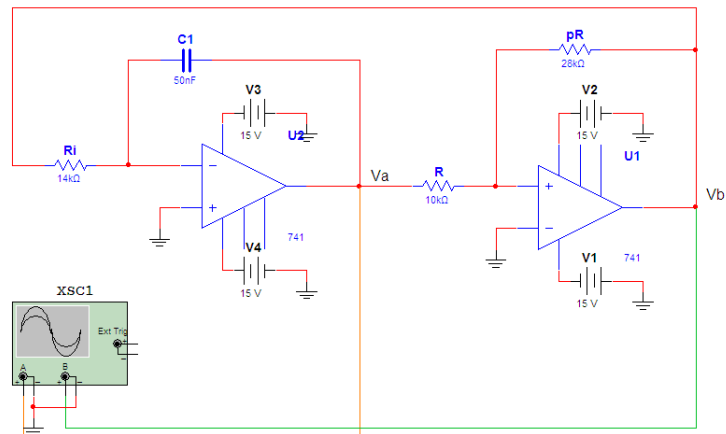 C1
50nF
pR
28kΩ
V3
15 V
U2
V2
15 V
U1
Ri
14kΩ
Va
R
10kΩ
Vb
741
V4
15 V
741
V1
15 V
XSC1
Ext Trig
A
B